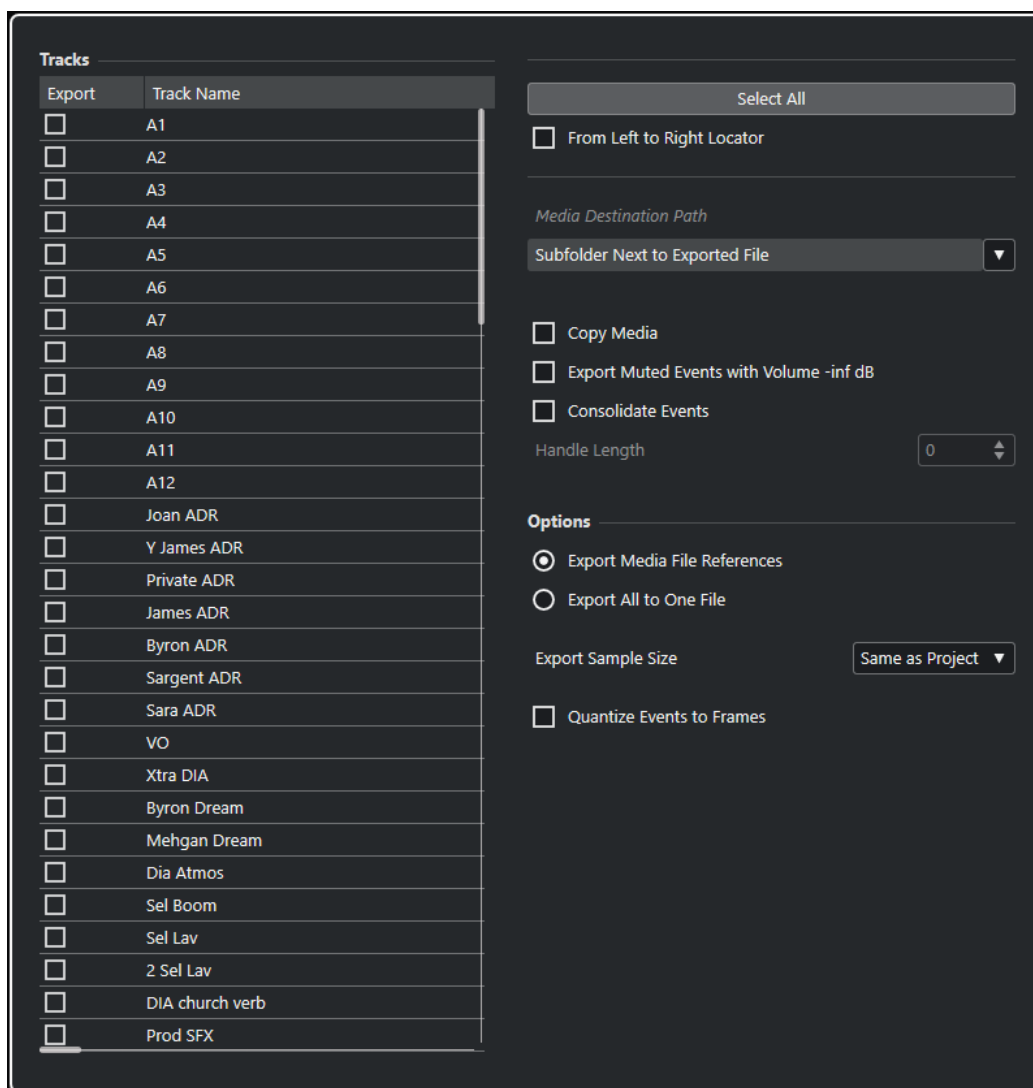 Tracks
Export Track Name
A1
A2
A3
A4
A5
A6
A7
A8
A9
A10
A11
A12
Joan ADR
Y James ADR
Private ADR
James ADR
Byron ADR
Sargent ADR
Sara ADR
VO
Xtra DIA
Byron Dream
Mehgan Dream
Dia Atmos
Sel Boom
Sel Lav
2 Sel Lav
DIA church verb
Prod SFX
Select All
From Left to Right Locator
Media Destination Path
Subfolder Next to Exported File
Copy Media
Export Muted Events with Volume -inf dB
Consolidate Events
Handle Length 0
Options
Export Media File References
Export All to One File
Export Sample Size Same as Project
Quantize Events to Frames